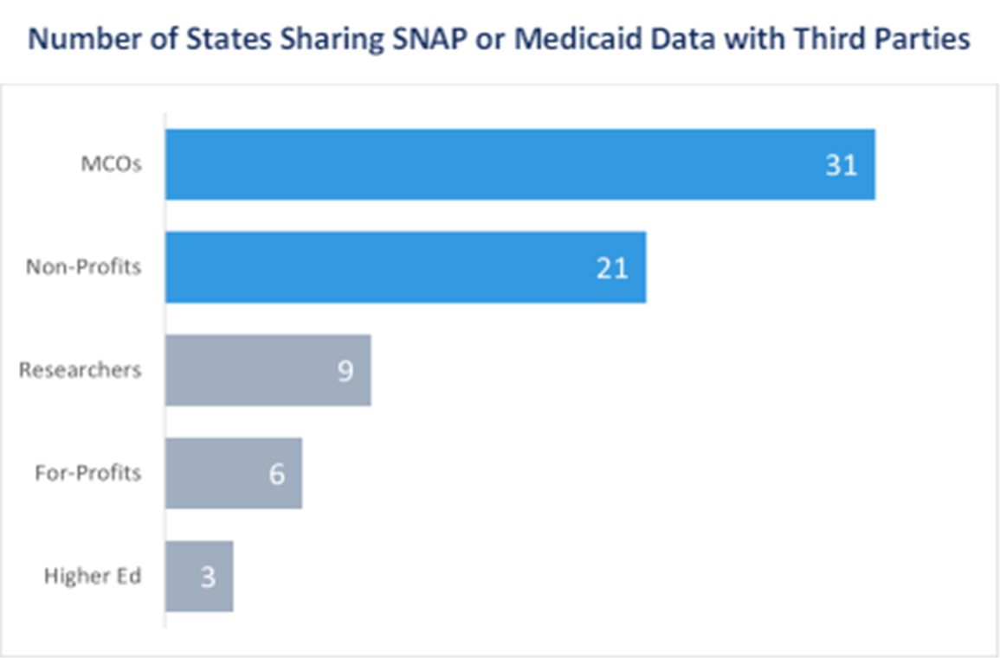 Number of States Sharing SNAP or Medicaid Data with Third Parties
MCOs
31
Non-Profits
21
Researchers
9
For-Profits
6
Higher Ed
3